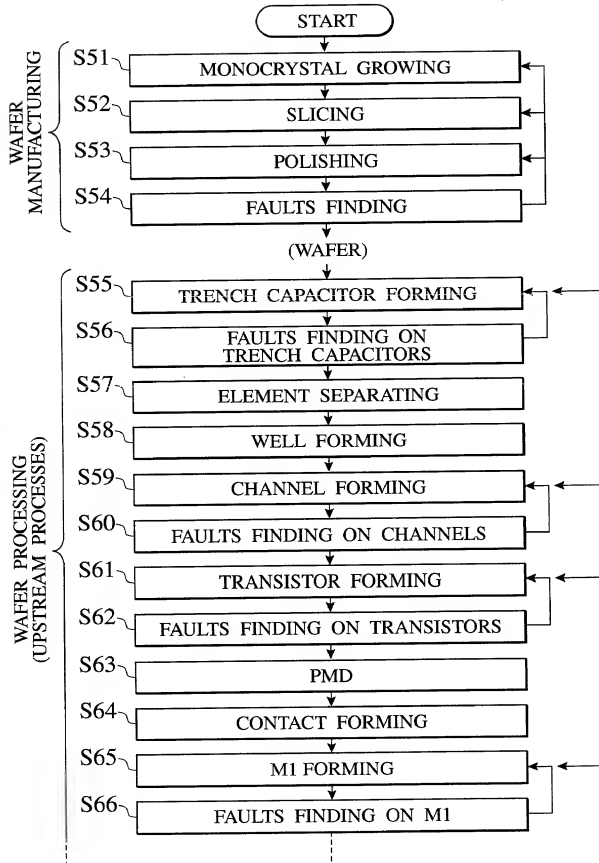 START
WAFER
MANUFACTURING
S51
MONOCRYSTAL GROWING
S52
SLICING
S53
POLISHING
S54
FAULTS FINDING
(WAFER)
WAFER PROCESSING
(UPSTREAM PROCESSES)
S55
TRENCH CAPACITOR FORMING
S56
FAULTS FINDING ON
TRENCH CAPACITORS
S57
ELEMENT SEPARATING
S58
WELL FORMING
S59
CHANNEL FORMING
S60
FAULTS FINDING ON CHANNELS
S61
TRANSISTOR FORMING
S62
FAULTS FINDING ON TRANSISTORS
S63
PMD
S64
CONTACT FORMING
S65
M1 FORMING
S66
FAULTS FINDING ON M1